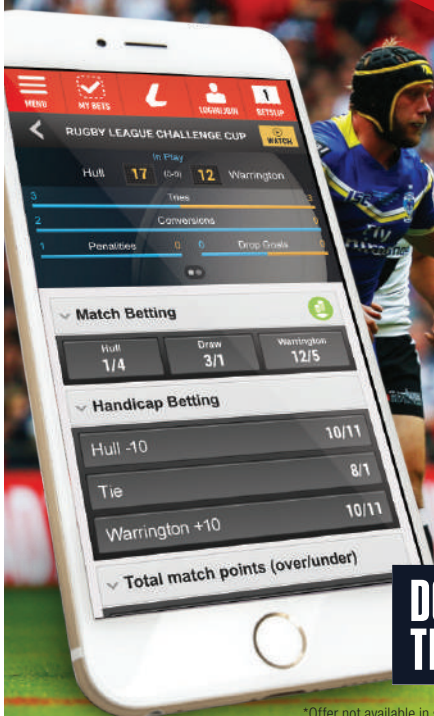 MENU MY BETS L LOGIN/JOIN 1 BETSLIP
RUGBY LEAGUE CHALLENGE CUP WATCH
In Play
Hull 17 (0-0) 12 Warrington
3 Tries 3
2 Conversions 0
1 Penalties 0 0 Drop Goals 0
Match Betting
Hull Draw Warrington
1/4 3/1 12/5
Handicap Betting
Hull -10 10/11
Tie 8/1
Warrington +10 10/11
Total match points (over/under)
*Offer not available in